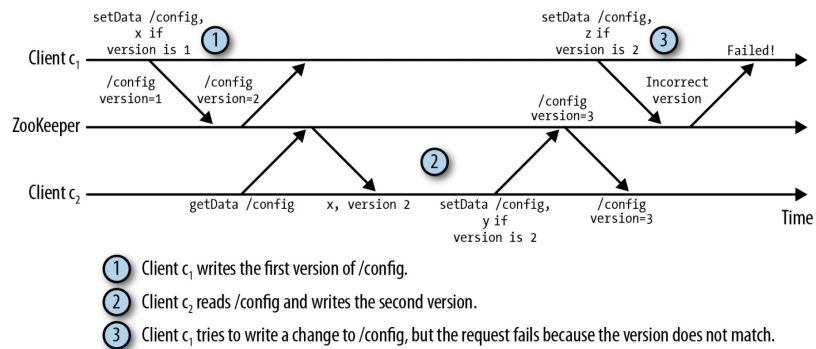 setData /config,
x if
version is 1
1
setData /config,
z if
version is 2
3
Failed!
Client c₁
/config
version=1
/config
version=2
Incorrect
version
/config
version=3
ZooKeeper
2
Client c₂
getData /config
x, version 2
setData /config,
y if
version is 2
/config
version=3
Time
1 Client c₁ writes the first version of /config.
2 Client c₂ reads /config and writes the second version.
3 Client c₁ tries to write a change to /config, but the request fails because the version does not match.